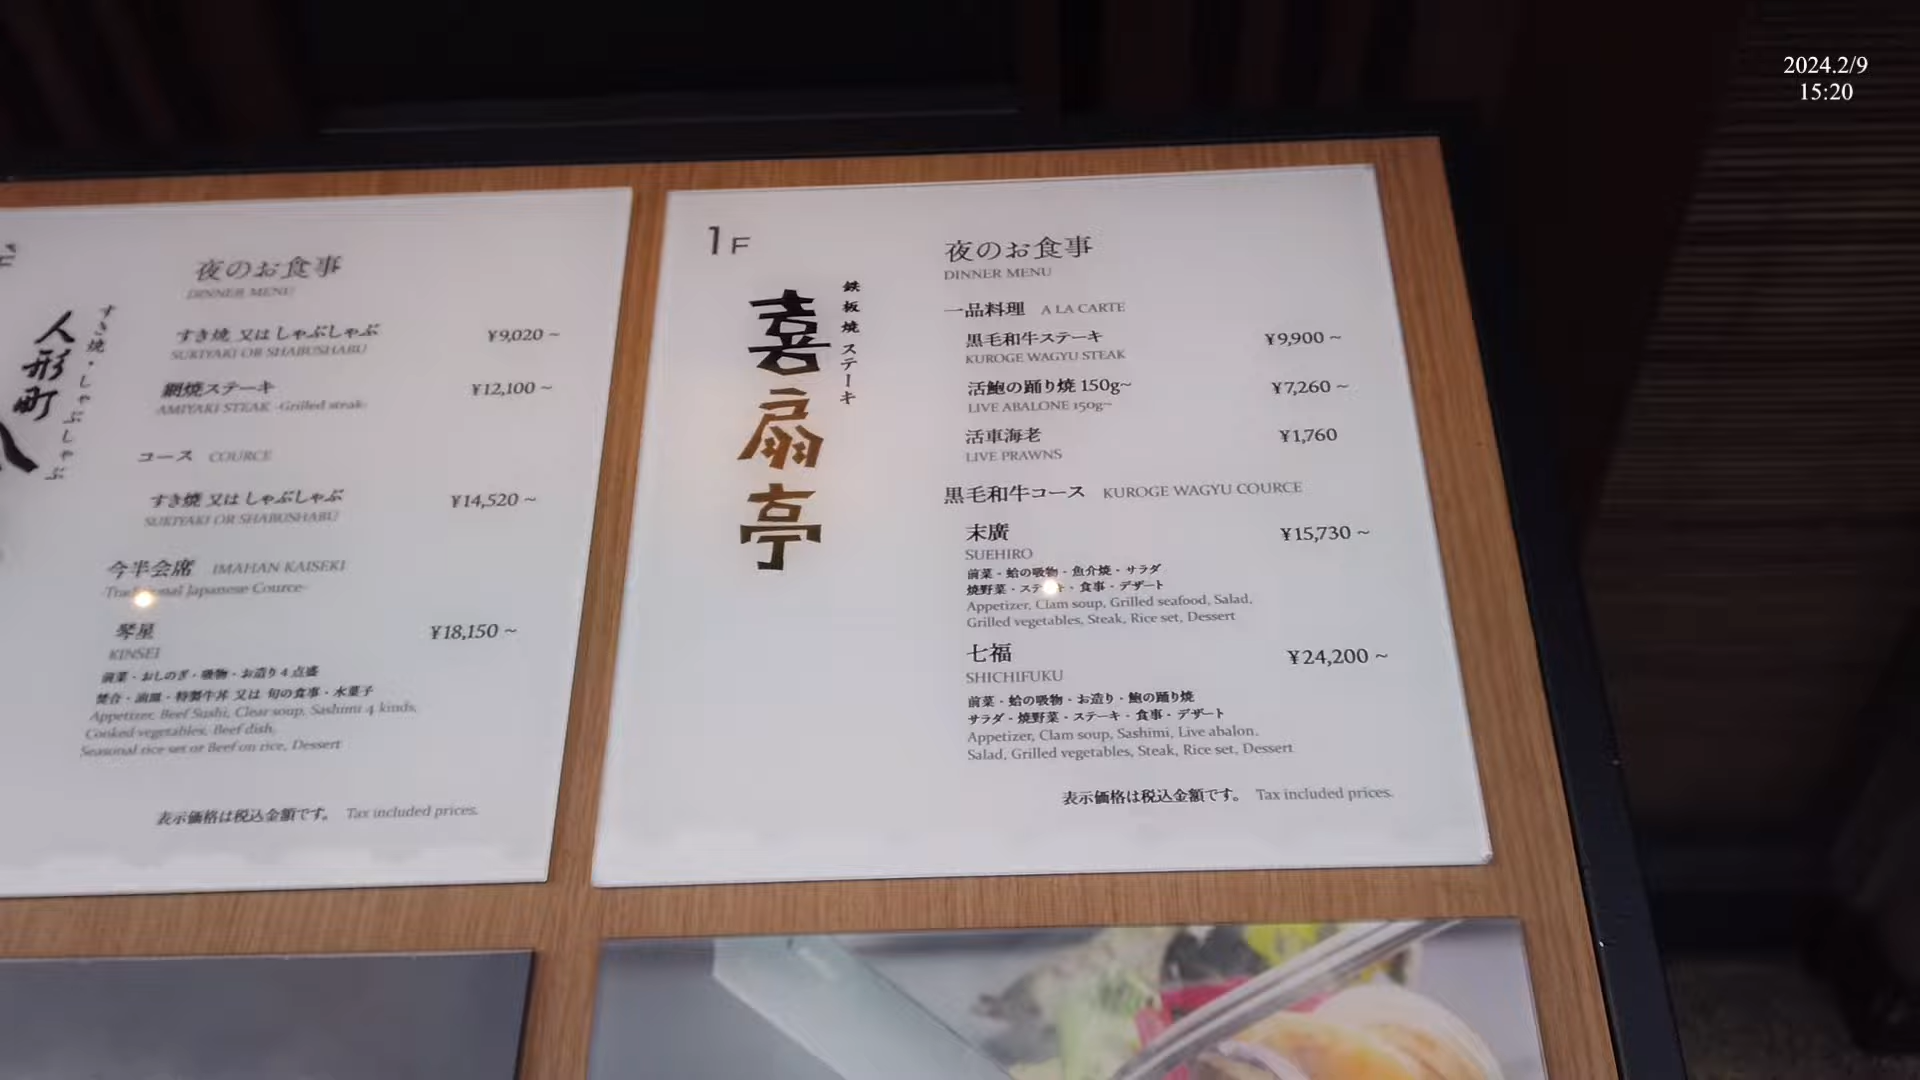 2024.2/9
15:20
人形町
すき焼・しゃぶしゃぶ
夜のお食事
DINNER MENU
すき焼 又は しゃぶしゃぶ ¥9,020 ~
SUKIYAKI OR SHABUSHABU
網焼ステーキ ¥12,100 ~
AMIYAKI STEAK -Grilled steak-
コース COURCE
すき焼 又は しゃぶしゃぶ ¥14,520 ~
SUKIYAKI OR SHABUSHABU
今半会席 IMAHAN KAISEKI
Japanese Cource-
琴星 ¥18,150 ~
KINSEI
前菜・おしのぎ・吸物・お造り4点盛
特製牛丼 又は 旬の食事・水菓子
Appetizer, Beef Sushi, Clear soup, Sashimi 4 kinds,
Cooked vegetables, Beef dish,
Seasonal rice set or Beef on rice, Dessert
表示価格は税込金額です。 Tax included prices.
1F
鉄板焼ステーキ
喜扇亭
夜のお食事
DINNER MENU
一品料理 A LA CARTE
黒毛和牛ステーキ ¥9,900 ~
KUROGE WAGYU STEAK
活鮑の踊り焼 150g~ ¥7,260 ~
LIVE ABALONE 150g~
活車海老 ¥1,760
LIVE PRAWNS
黒毛和牛コース KUROGE WAGYU COURCE
末廣 ¥15,730 ~
SUEHIRO
前菜・蛤の吸物・魚介焼・サラダ
焼野菜・ステーキ・食事・デザート
Appetizer, Clam soup, Grilled seafood, Salad,
Grilled vegetables, Steak, Rice set, Dessert
七福 ¥24,200 ~
SHICHIFUKU
前菜・蛤の吸物・お造り・鮑の踊り焼
サラダ・焼野菜・ステーキ・食事・デザート
Appetizer, Clam soup, Sashimi, Live abalon,
Salad, Grilled vegetables, Steak, Rice set, Dessert
表示価格は税込金額です。 Tax included prices.